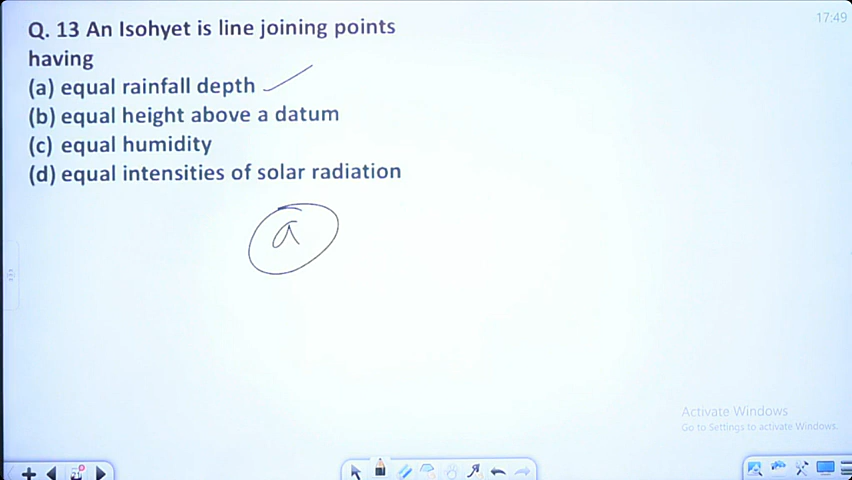 17:49
Q. 13 An Isohyet is line joining points
having
(a) equal rainfall depth
(b) equal height above a datum
(c) equal humidity
(d) equal intensities of solar radiation
a
Activate Windows
Go to Settings to activate Windows.